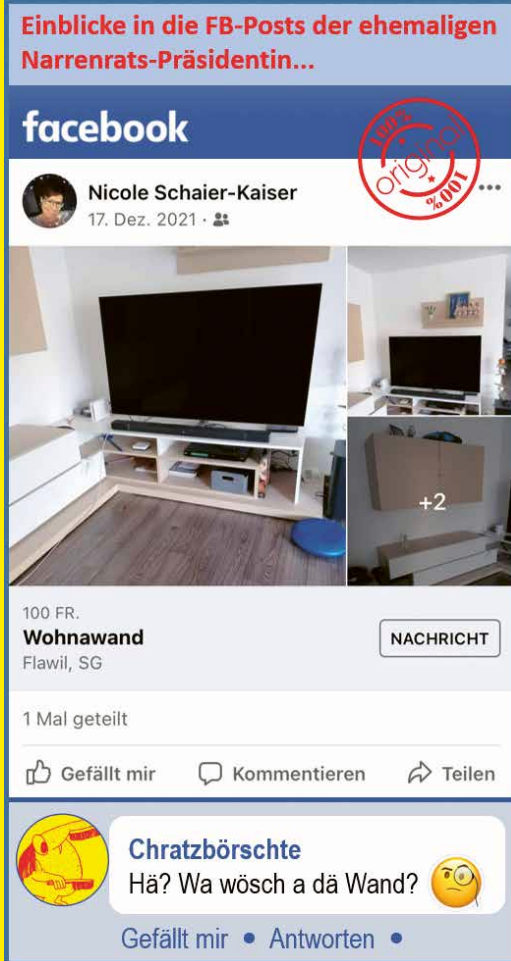 Einblicke in die FB-Posts der ehemaligen
Narrenrats-Präsidentin...
facebook
100%
original
100%
Nicole Schaier-Kaiser
17. Dez. 2021 ·
+2
100 FR.
Wohnawand
Flawil, SG
NACHRICHT
1 Mal geteilt
Gefällt mir Kommentieren Teilen
Chratzbörschte
Hä? Wa wösch a dä Wand?
Gefällt mir • Antworten •